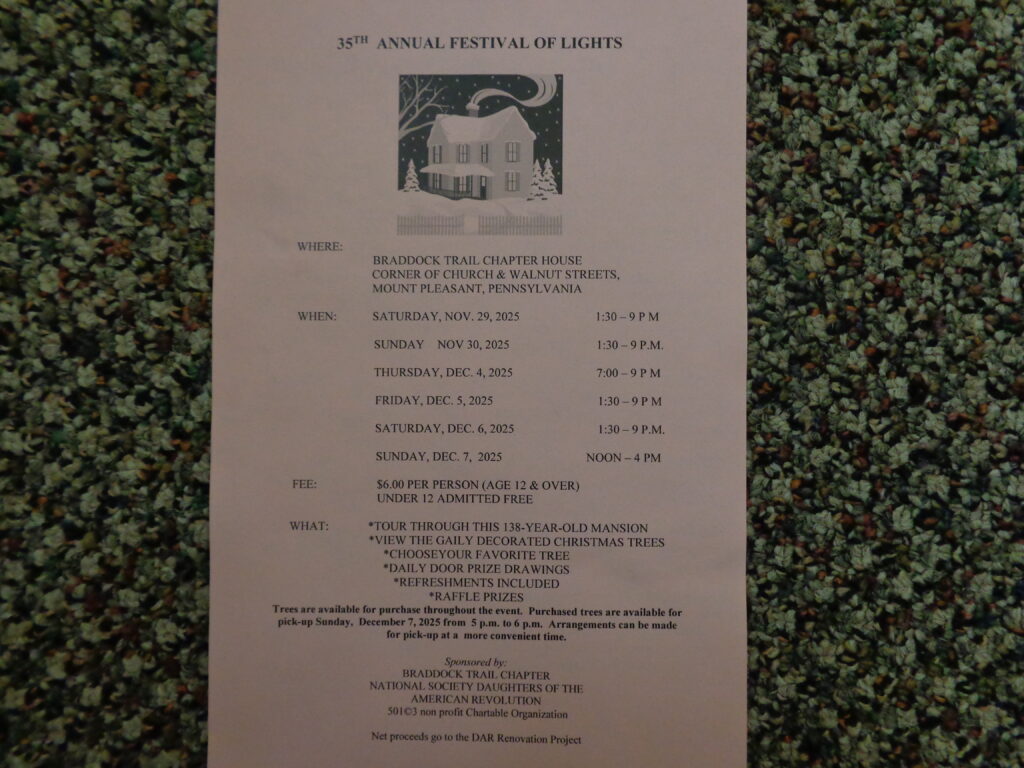 35TH ANNUAL FESTIVAL OF LIGHTS
WHERE:
BRADDOCK TRAIL CHAPTER HOUSE
CORNER OF CHURCH & WALNUT STREETS,
MOUNT PLEASANT, PENNSYLVANIA
WHEN: SATURDAY, NOV. 29, 2025 1:30 – 9 P M
SUNDAY NOV 30, 2025 1:30 – 9 P.M.
THURSDAY, DEC. 4, 2025 7:00 – 9 P M
FRIDAY, DEC. 5, 2025 1:30 – 9 P M
SATURDAY, DEC. 6, 2025 1:30 – 9 P.M.
SUNDAY, DEC. 7, 2025 NOON – 4 PM
FEE: $6.00 PER PERSON (AGE 12 & OVER)
UNDER 12 ADMITTED FREE
WHAT: *TOUR THROUGH THIS 138-YEAR-OLD MANSION
*VIEW THE GAILY DECORATED CHRISTMAS TREES
*CHOOSEYOUR FAVORITE TREE
*DAILY DOOR PRIZE DRAWINGS
*REFRESHMENTS INCLUDED
*RAFFLE PRIZES
Trees are available for purchase throughout the event. Purchased trees are available for
pick-up Sunday, December 7, 2025 from 5 p.m. to 6 p.m. Arrangements can be made
for pick-up at a more convenient time.
Sponsored by:
BRADDOCK TRAIL CHAPTER
NATIONAL SOCIETY DAUGHTERS OF THE
AMERICAN REVOLUTION
501©3 non profit Chartable Organization
Net proceeds go to the DAR Renovation Project